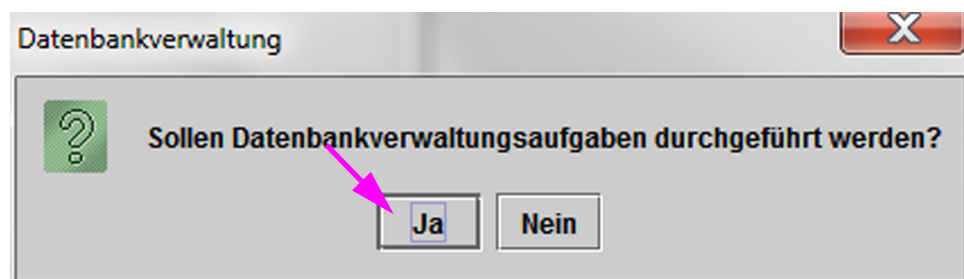 Datenbankverwaltung
Sollen Datenbankverwaltungsaufgaben durchgeführt werden?
Ja
Nein